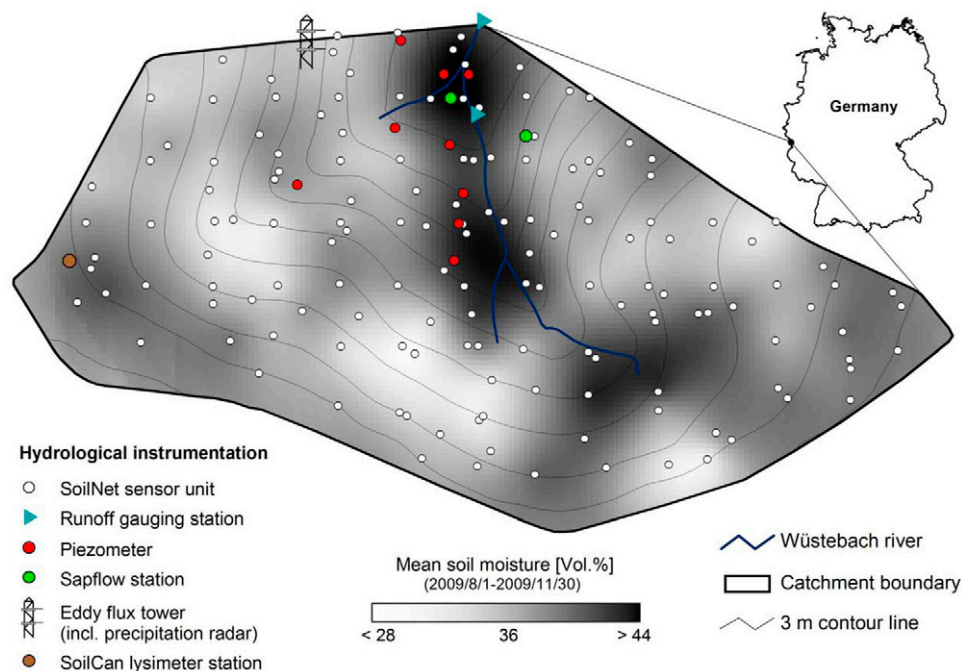 Germany
Hydrological instrumentation
SoilNet sensor unit
Runoff gauging station
Piezometer
Sapflow station
Eddy flux tower
(incl. precipitation radar)
SoilCan lysimeter station
Mean soil moisture [Vol.%]
(2009/8/1-2009/11/30)
< 28 36 > 44
Wüstebach river
Catchment boundary
3 m contour line